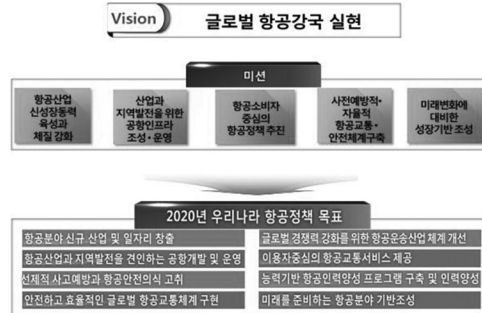 Vision
글로벌 항공강국 실현
미션
항공산업
신성장동력
육성과
체질 강화
산업과
지역발전을 위한
공항인프라
조성·운영
항공소비자
중심의
항공정책 추진
사전예방적·
자율적
항공교통·
안전체계구축
미래변화에
대비한
성장기반 조성
2020년 우리나라 항공정책 목표
항공분야 신규 산업 및 일자리 창출
글로벌 경쟁력 강화를 위한 항공운송산업 체계 개선
항공산업과 지역발전을 견인하는 공항개발 및 운영
이용자중심의 항공교통서비스 제공
선제적 사고예방과 항공안전의식 고취
능력기반 항공인력양성 프로그램 구축 및 인력양성
안전하고 효율적인 글로벌 항공교통체계 구현
미래를 준비하는 항공분야 기반조성